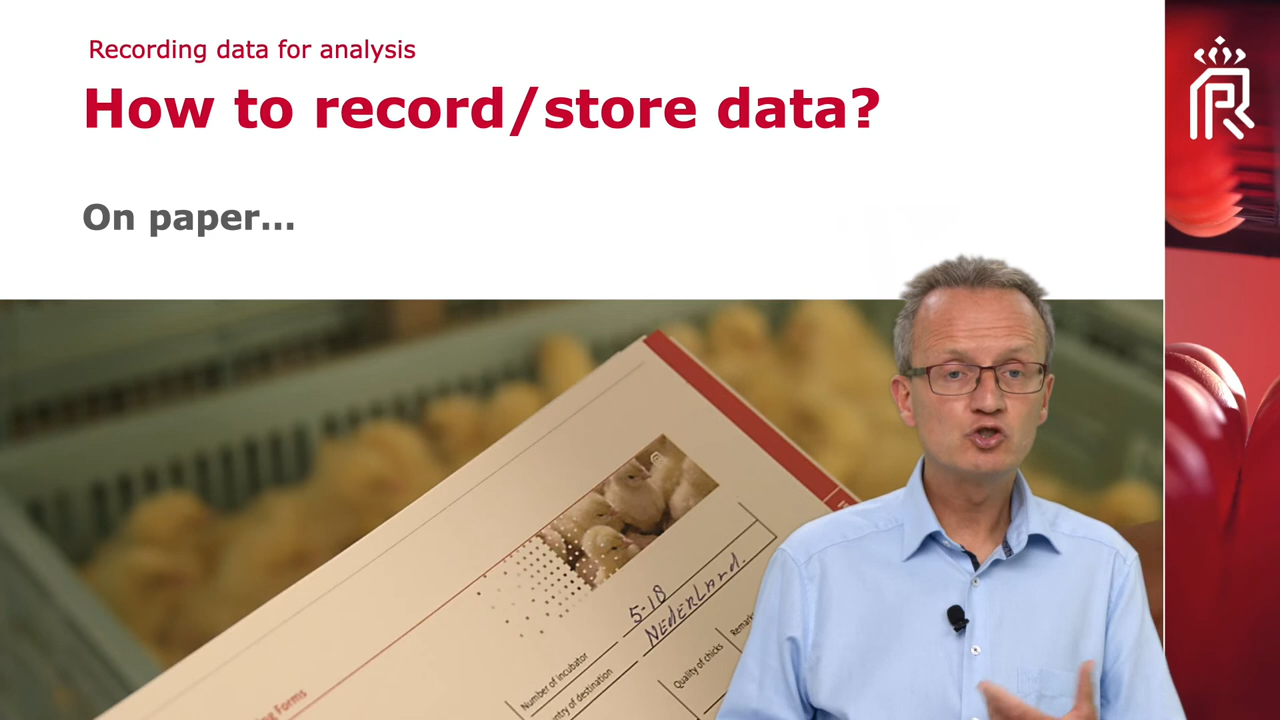 Recording data for analysis
How to record/store data?
On paper...
5-18
NEDERLAND.
Number of incubator
of destination
Quality of chicks
Forms